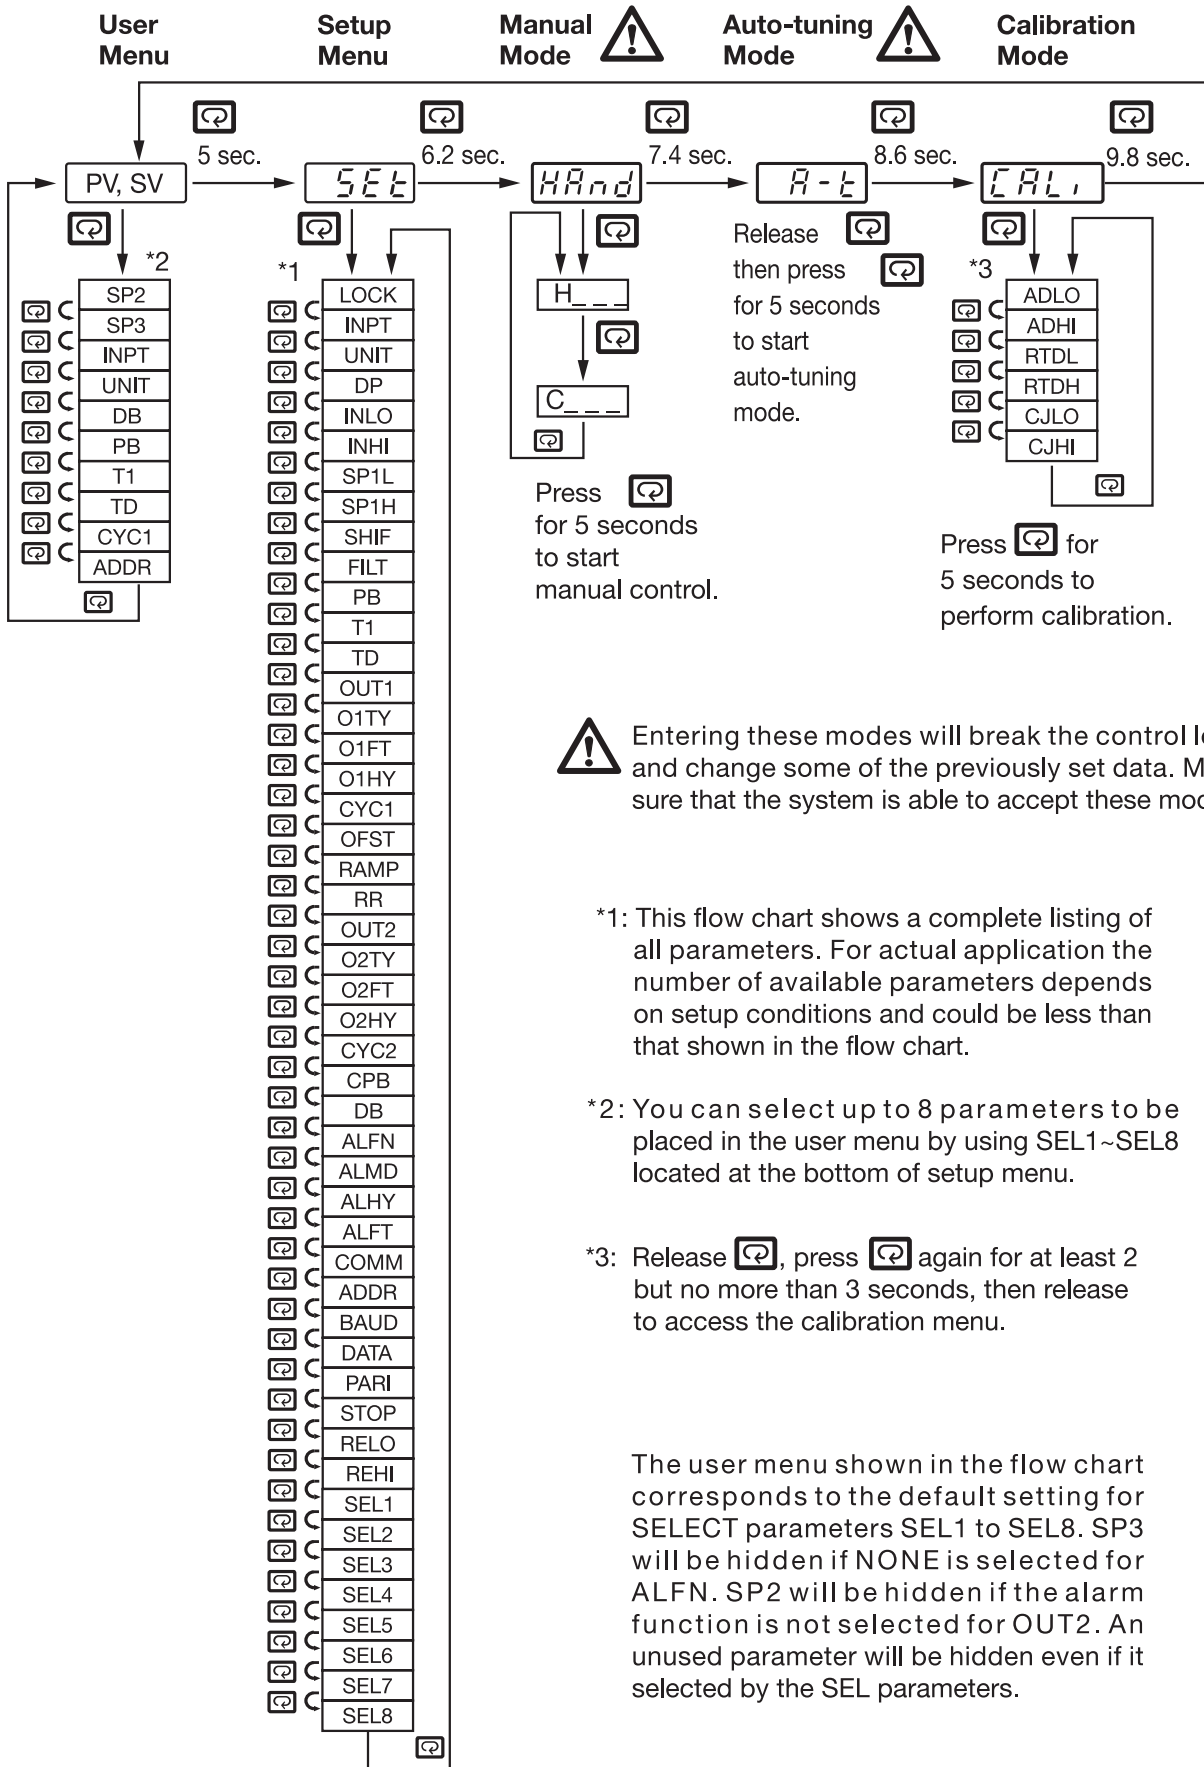 User
Menu
Setup
Menu
Manual
Mode
Auto-tuning
Mode
Calibration
Mode
5 sec.
6.2 sec.
7.4 sec.
8.6 sec.
9.8 sec.
PV, SV
SEt
HAnd
A-t
CALi
*2
SP2
SP3
INPT
UNIT
DB
PB
T1
TD
CYC1
ADDR
*1
LOCK
INPT
UNIT
DP
INLO
INHI
SP1L
SP1H
SHIF
FILT
PB
T1
TD
OUT1
O1TY
O1FT
O1HY
CYC1
OFST
RAMP
RR
OUT2
O2TY
O2FT
O2HY
CYC2
CPB
DB
ALFN
ALMD
ALHY
ALFT
COMM
ADDR
BAUD
DATA
PARI
STOP
RELO
REHI
SEL1
SEL2
SEL3
SEL4
SEL5
SEL6
SEL7
SEL8
H_ _ _
C_ _ _
Press
for 5 seconds
to start
manual control.
Release
then press
for 5 seconds
to start
auto-tuning
mode.
*3
ADLO
ADHI
RTDL
RTDH
CJLO
CJHI
Press for
5 seconds to
perform calibration.
Entering these modes will break the control
and change some of the previously set data.
sure that the system is able to accept these
*1: This flow chart shows a complete listing of
all parameters. For actual application the
number of available parameters depends
on setup conditions and could be less than
that shown in the flow chart.
*2: You can select up to 8 parameters to be
placed in the user menu by using SEL1~SEL8
located at the bottom of setup menu.
*3: Release , press again for at least 2
but no more than 3 seconds, then release
to access the calibration menu.
The user menu shown in the flow chart
corresponds to the default setting for
SELECT parameters SEL1 to SEL8. SP3
will be hidden if NONE is selected for
ALFN. SP2 will be hidden if the alarm
function is not selected for OUT2. An
unused parameter will be hidden even if it
selected by the SEL parameters.